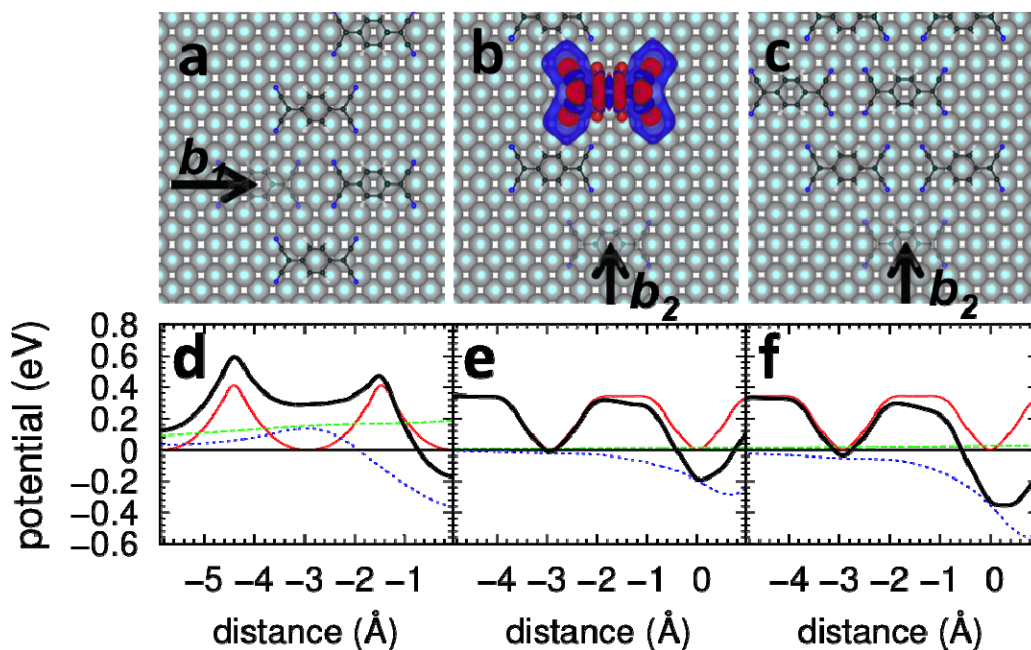 a b c
b₁ b₂ b₂
d e f
potential (eV)
0.8
0.6
0.4
0.2
0
−0.2
−0.4
−0.6
−5 −4 −3 −2 −1 −4 −3 −2 −1 0 −4 −3 −2 −1 0
distance (Å) distance (Å) distance (Å)